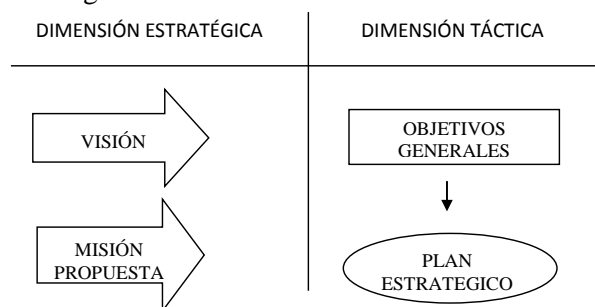 DIMENSIÓN ESTRATÉGICA
DIMENSIÓN TÁCTICA
VISIÓN
OBJETIVOS
GENERALES
MISIÓN
PROPUESTA
PLAN
ESTRATEGICO